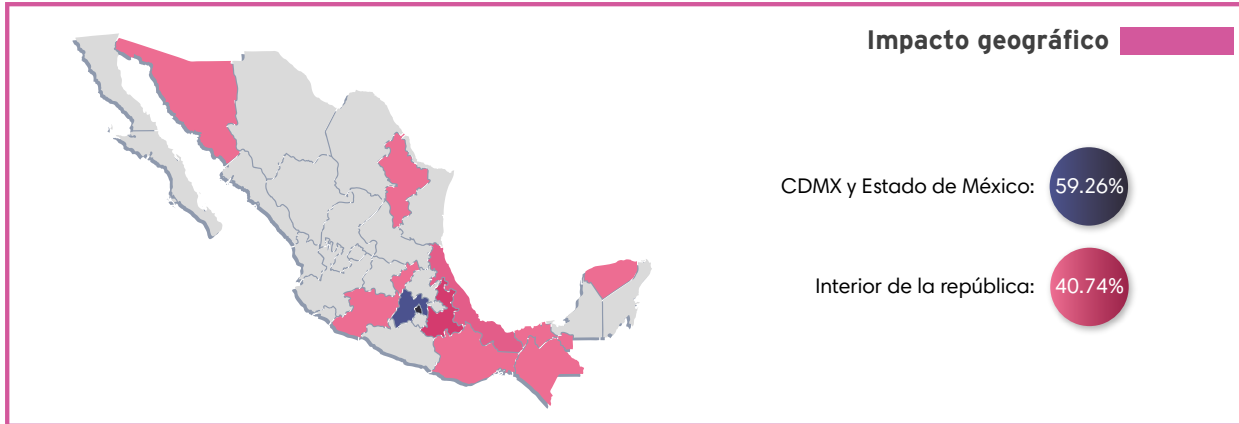 Impacto geográfico
CDMX y Estado de México: 59.26%
Interior de la república: 40.74%